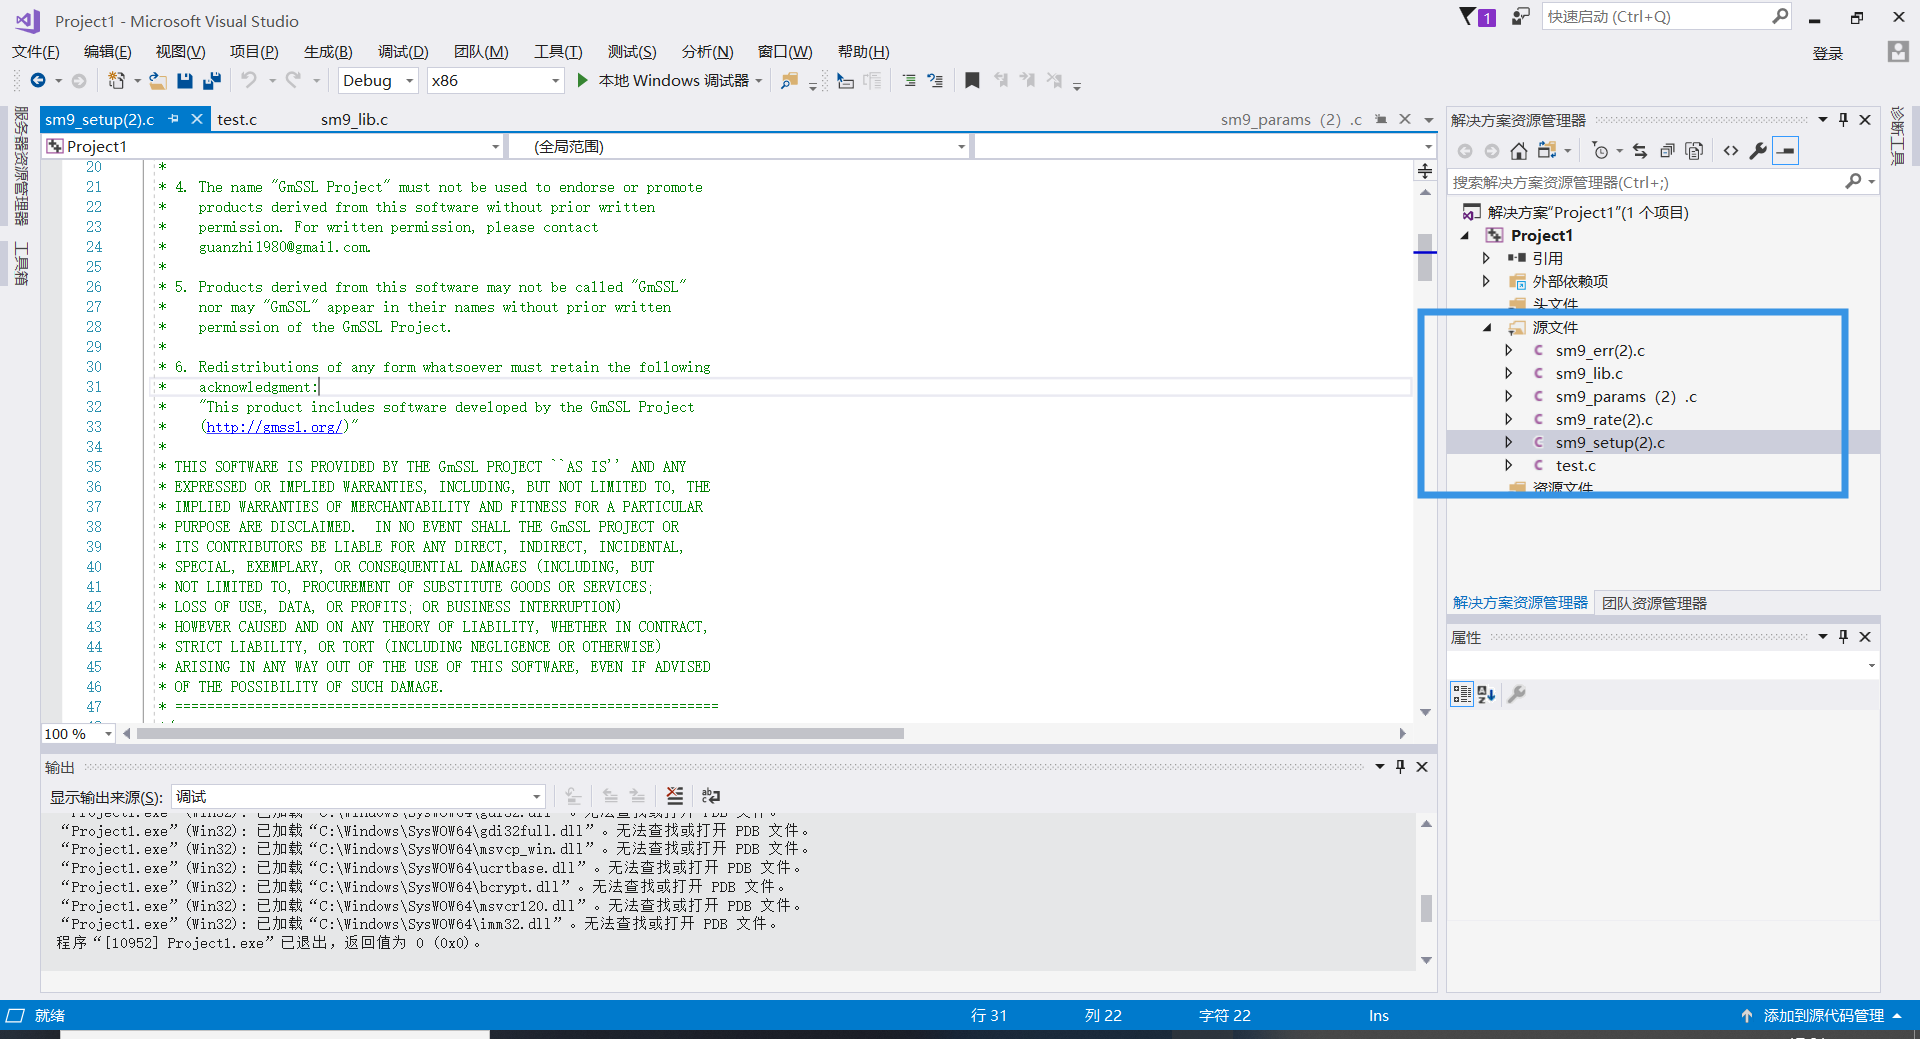 Project1 - Microsoft Visual Studio
1
快速启动 (Ctrl+Q)
文件(F) 编辑(E) 视图(V) 项目(P) 生成(B) 调试(D) 团队(M) 工具(T) 测试(S) 分析(N) 窗口(W) 帮助(H)
登录
Debug x86 本地 Windows 调试器
服务器资源管理器
工具箱
sm9_setup(2).c test.c sm9_lib.c sm9_params（2）.c
Project1 (全局范围)
20 *
21 * 4. The name "GmSSL Project" must not be used to endorse or promote
22 * products derived from this software without prior written
23 * permission. For written permission, please contact
24 * guanzhi1980@gmail.com.
25 *
26 * 5. Products derived from this software may not be called "GmSSL"
27 * nor may "GmSSL" appear in their names without prior written
28 * permission of the GmSSL Project.
29 *
30 * 6. Redistributions of any form whatsoever must retain the following
31 * acknowledgment:
32 * "This product includes software developed by the GmSSL Project
33 * (http://gmssl.org/)"
34 *
35 * THIS SOFTWARE IS PROVIDED BY THE GmSSL PROJECT ``AS IS'' AND ANY
36 * EXPRESSED OR IMPLIED WARRANTIES, INCLUDING, BUT NOT LIMITED TO, THE
37 * IMPLIED WARRANTIES OF MERCHANTABILITY AND FITNESS FOR A PARTICULAR
38 * PURPOSE ARE DISCLAIMED.  IN NO EVENT SHALL THE GmSSL PROJECT OR
39 * ITS CONTRIBUTORS BE LIABLE FOR ANY DIRECT, INDIRECT, INCIDENTAL,
40 * SPECIAL, EXEMPLARY, OR CONSEQUENTIAL DAMAGES (INCLUDING, BUT
41 * NOT LIMITED TO, PROCUREMENT OF SUBSTITUTE GOODS OR SERVICES;
42 * LOSS OF USE, DATA, OR PROFITS; OR BUSINESS INTERRUPTION)
43 * HOWEVER CAUSED AND ON ANY THEORY OF LIABILITY, WHETHER IN CONTRACT,
44 * STRICT LIABILITY, OR TORT (INCLUDING NEGLIGENCE OR OTHERWISE)
45 * ARISING IN ANY WAY OUT OF THE USE OF THIS SOFTWARE, EVEN IF ADVISED
46 * OF THE POSSIBILITY OF SUCH DAMAGE.
47 * ====================================================================
100 %
输出
显示输出来源(S): 调试
“Project1.exe”(Win32): 已加载“C:\Windows\SysWOW64\gdi32.dll”。无法查找或打开 PDB 文件。
“Project1.exe”(Win32): 已加载“C:\Windows\SysWOW64\gdi32full.dll”。无法查找或打开 PDB 文件。
“Project1.exe”(Win32): 已加载“C:\Windows\SysWOW64\msvcp_win.dll”。无法查找或打开 PDB 文件。
“Project1.exe”(Win32): 已加载“C:\Windows\SysWOW64\ucrtbase.dll”。无法查找或打开 PDB 文件。
“Project1.exe”(Win32): 已加载“C:\Windows\SysWOW64\bcrypt.dll”。无法查找或打开 PDB 文件。
“Project1.exe”(Win32): 已加载“C:\Windows\SysWOW64\msvcr120.dll”。无法查找或打开 PDB 文件。
“Project1.exe”(Win32): 已加载“C:\Windows\SysWOW64\imm32.dll”。无法查找或打开 PDB 文件。
程序“[10952] Project1.exe”已退出，返回值为 0 (0x0)。
解决方案资源管理器
搜索解决方案资源管理器(Ctrl+;)
解决方案“Project1”(1 个项目)
Project1
引用
外部依赖项
头文件
源文件
sm9_err(2).c
sm9_lib.c
sm9_params（2）.c
sm9_rate(2).c
sm9_setup(2).c
test.c
资源文件
解决方案资源管理器 团队资源管理器
属性
诊断工具
就绪 行 31 列 22 字符 22 Ins 添加到源代码管理